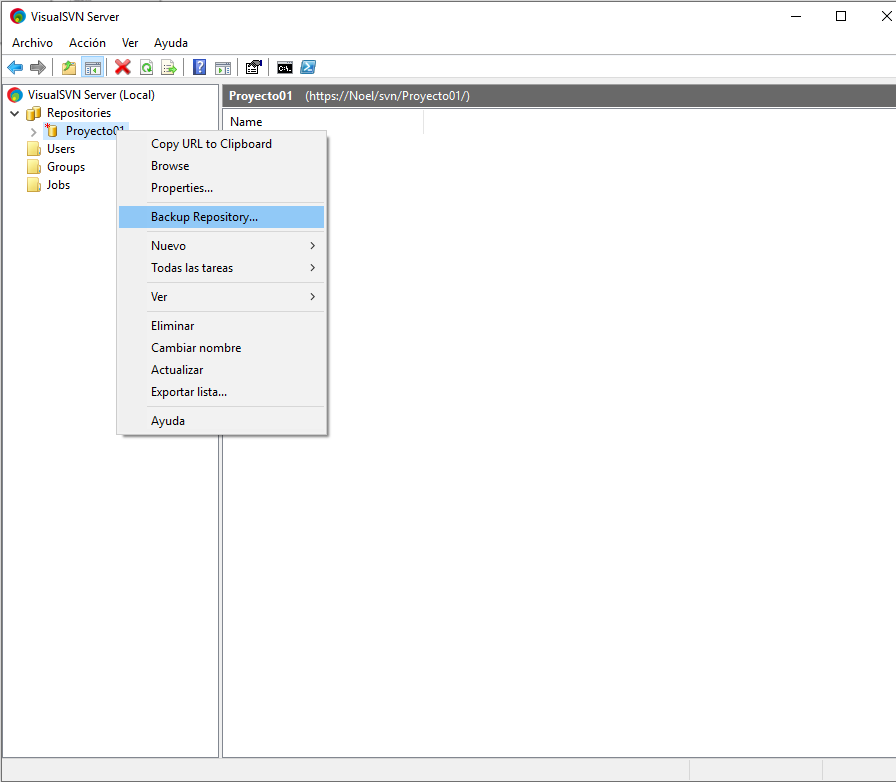 VisualSVN Server
Archivo Acción Ver Ayuda
VisualSVN Server (Local)
Repositories
Proyecto01
Users
Groups
Jobs
Proyecto01 (https://Noel/svn/Proyecto01/)
Name
Copy URL to Clipboard
Browse
Properties...
Backup Repository...
Nuevo
Todas las tareas
Ver
Eliminar
Cambiar nombre
Actualizar
Exportar lista...
Ayuda